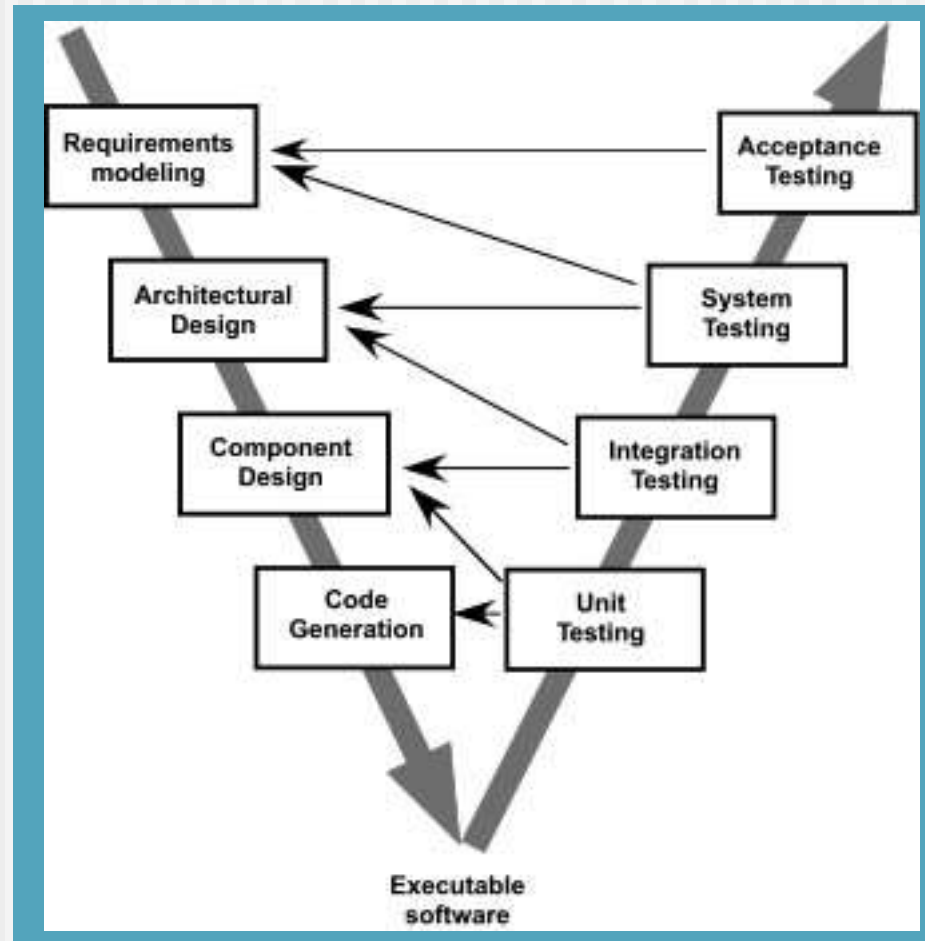 Requirements
modeling
Acceptance
Testing
Architectural
Design
System
Testing
Component
Design
Integration
Testing
Code
Generation
Unit
Testing
Executable
software